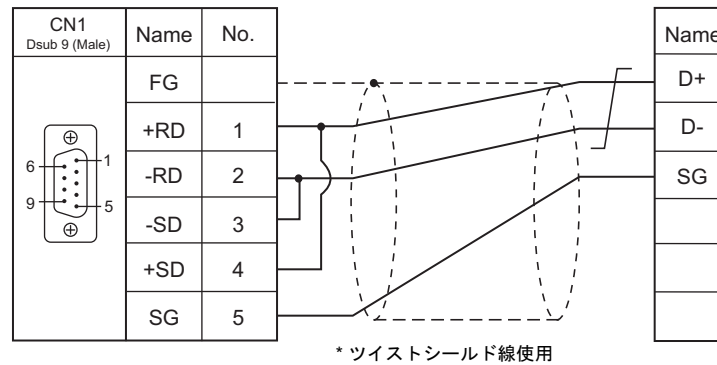 CN1
Dsub 9 (Male)
Name
No.
FG
+RD
1
-RD
2
-SD
3
+SD
4
SG
5
6
1
9
5
Name
D+
D-
SG
* ツイストシールド線使用